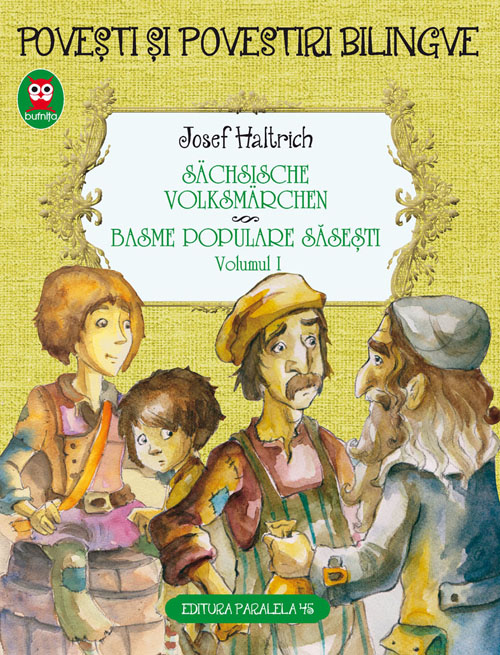 POVEȘTI ȘI POVESTIRI BILINGVE
bufnița
Josef Haltrich
SÄCHSISCHE
VOLKSMÄRCHEN
BASME POPULARE SĂSEȘTI
Volumul I
EDITURA PARALELA 45